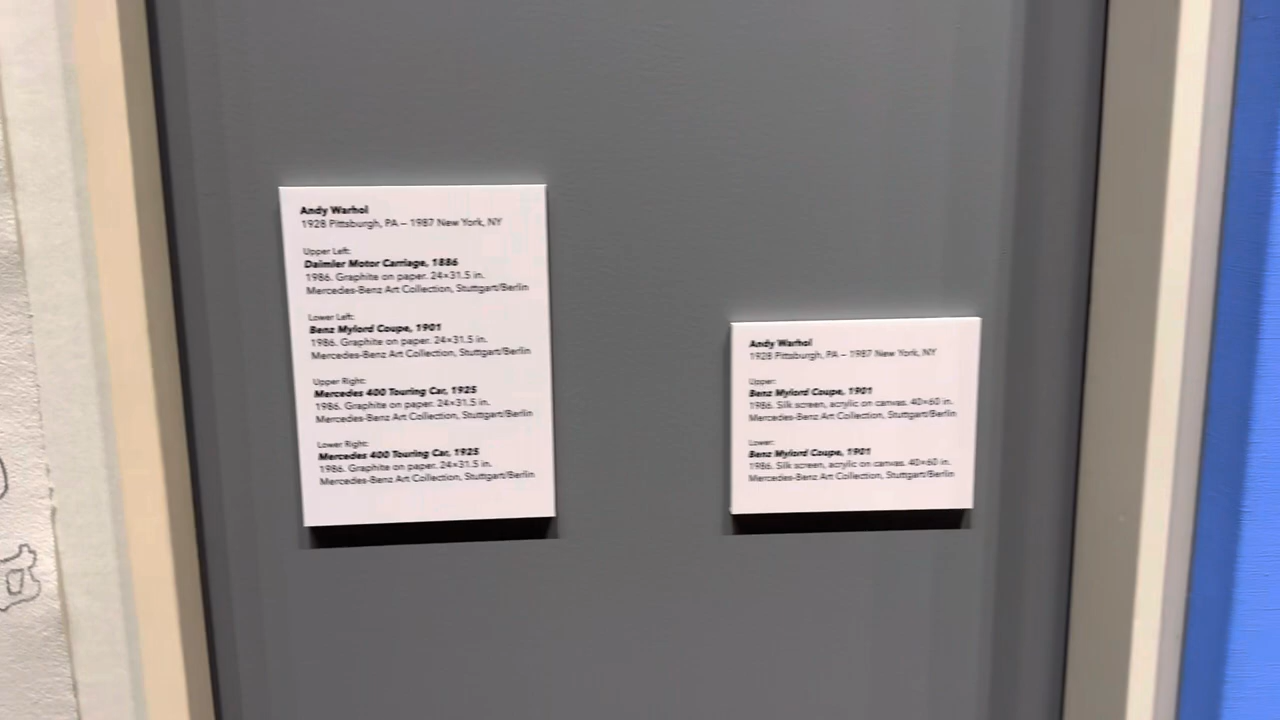 Andy Warhol
1928 Pittsburgh, PA – 1987 New York, NY
Upper Left:
Daimler Motor Carriage, 1886
1986. Graphite on paper. 24×31.5 in.
Mercedes-Benz Art Collection, Stuttgart/Berlin
Lower Left:
Benz Mylord Coupe, 1901
1986. Graphite on paper. 24×31.5 in.
Mercedes-Benz Art Collection, Stuttgart/Berlin
Upper Right:
Mercedes 400 Touring Car, 1925
1986. Graphite on paper. 24×31.5 in.
Mercedes-Benz Art Collection, Stuttgart/Berlin
Lower Right:
Mercedes 400 Touring Car, 1925
1986. Graphite on paper. 24×31.5 in.
Mercedes-Benz Art Collection, Stuttgart/Berlin
Andy Warhol
1928 Pittsburgh, PA – 1987 New York, NY
Upper:
Benz Mylord Coupe, 1901
1986. Silk screen, acrylic on canvas. 40×60 in.
Mercedes-Benz Art Collection, Stuttgart/Berlin
Lower:
Benz Mylord Coupe, 1901
1986. Silk screen, acrylic on canvas. 40×60 in.
Mercedes-Benz Art Collection, Stuttgart/Berlin